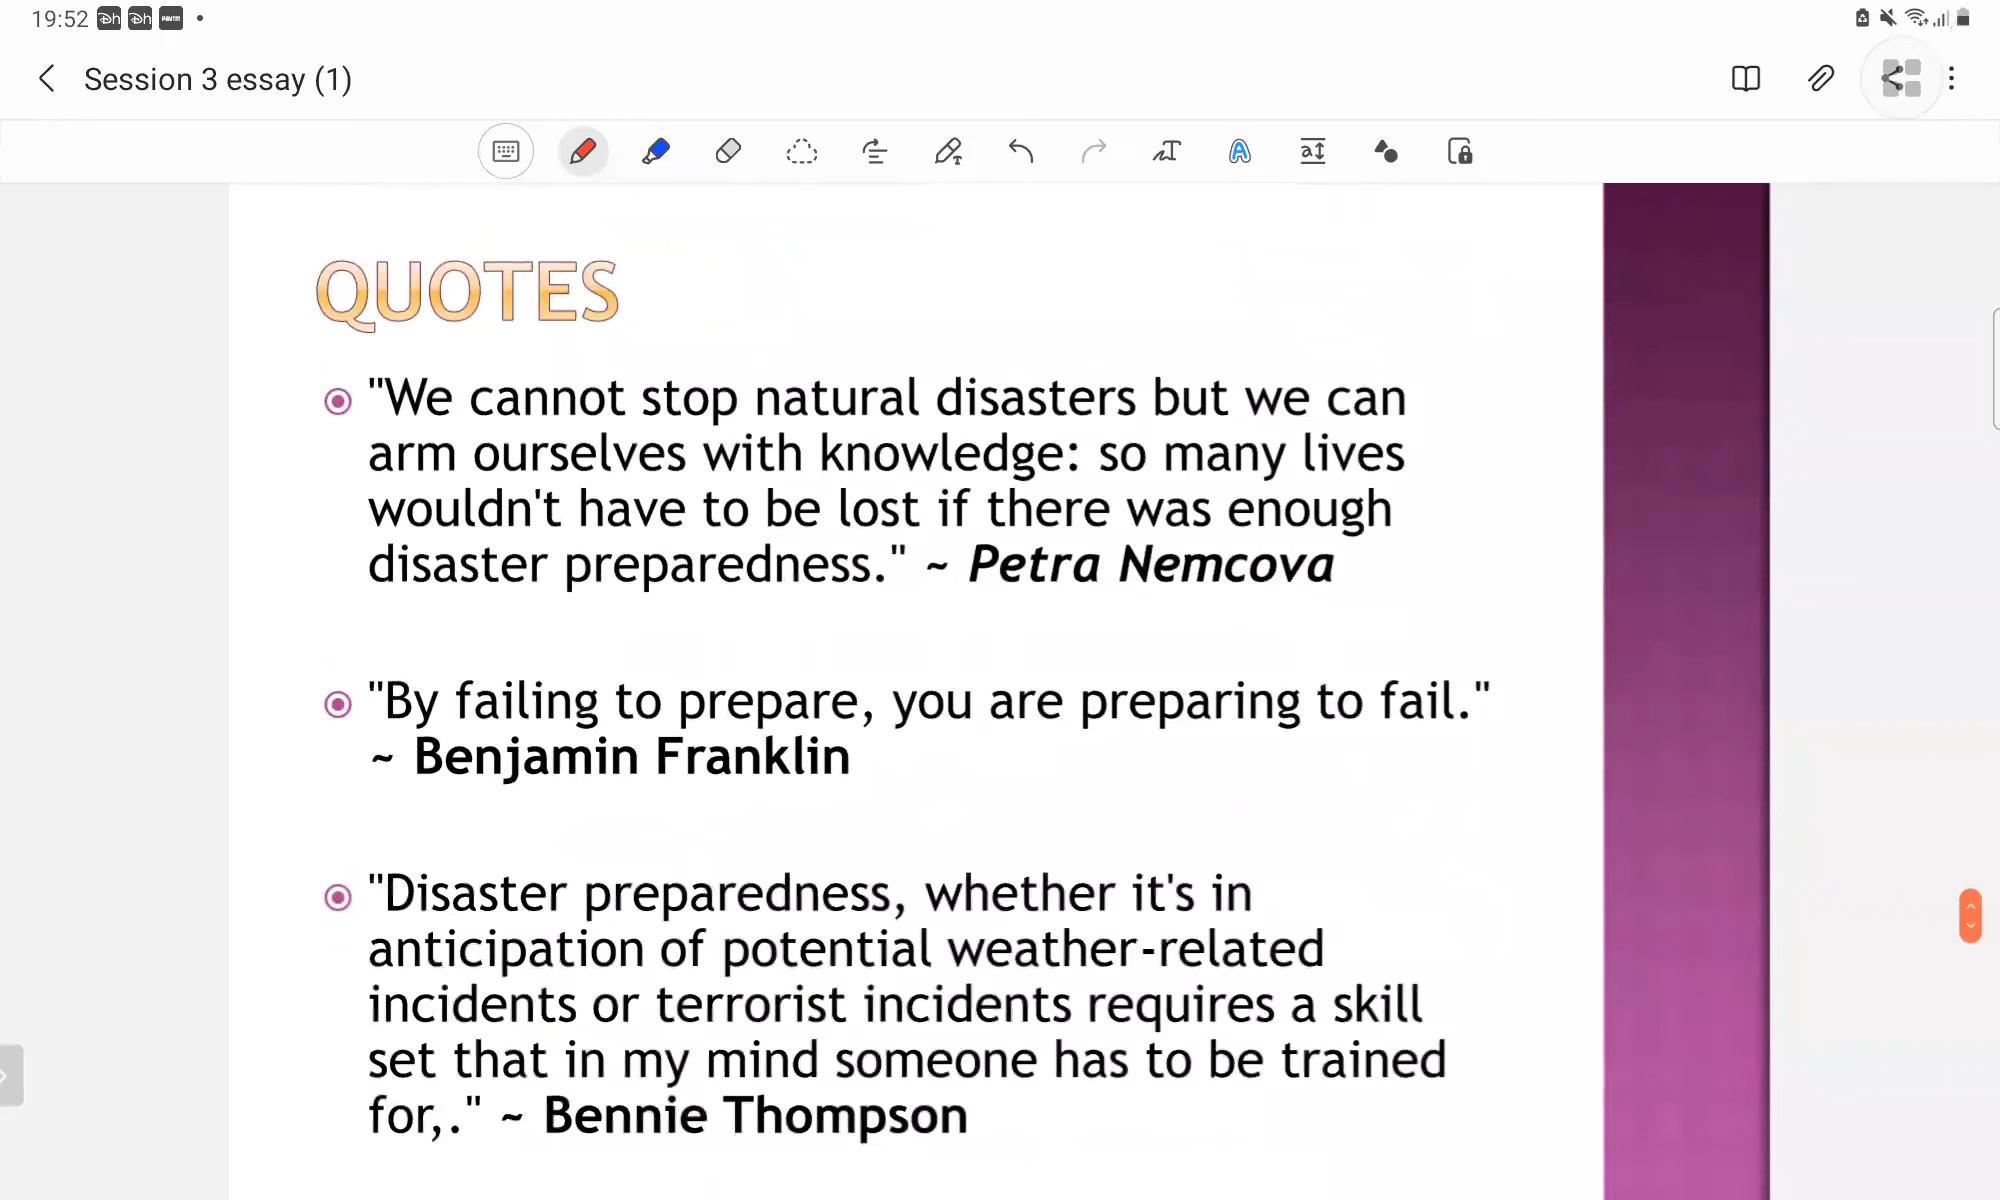 19:52
Session 3 essay (1)
QUOTES
"We cannot stop natural disasters but we can
arm ourselves with knowledge: so many lives
wouldn't have to be lost if there was enough
disaster preparedness." ~ Petra Nemcova
"By failing to prepare, you are preparing to fail."
~ Benjamin Franklin
"Disaster preparedness, whether it's in
anticipation of potential weather-related
incidents or terrorist incidents requires a skill
set that in my mind someone has to be trained
for,." ~ Bennie Thompson